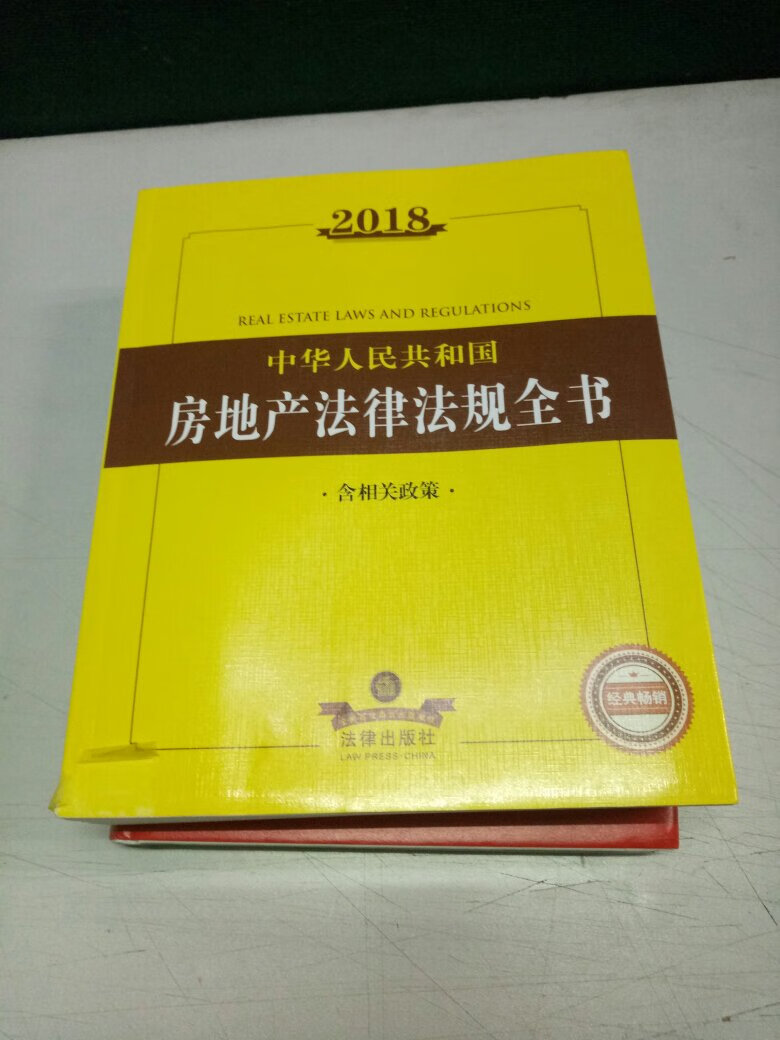 2018
REAL ESTATE LAWS AND REGULATIONS
中华人民共和国
房地产法律法规全书
·含相关政策·
法律出版社
LAW PRESS·CHINA
经典畅销